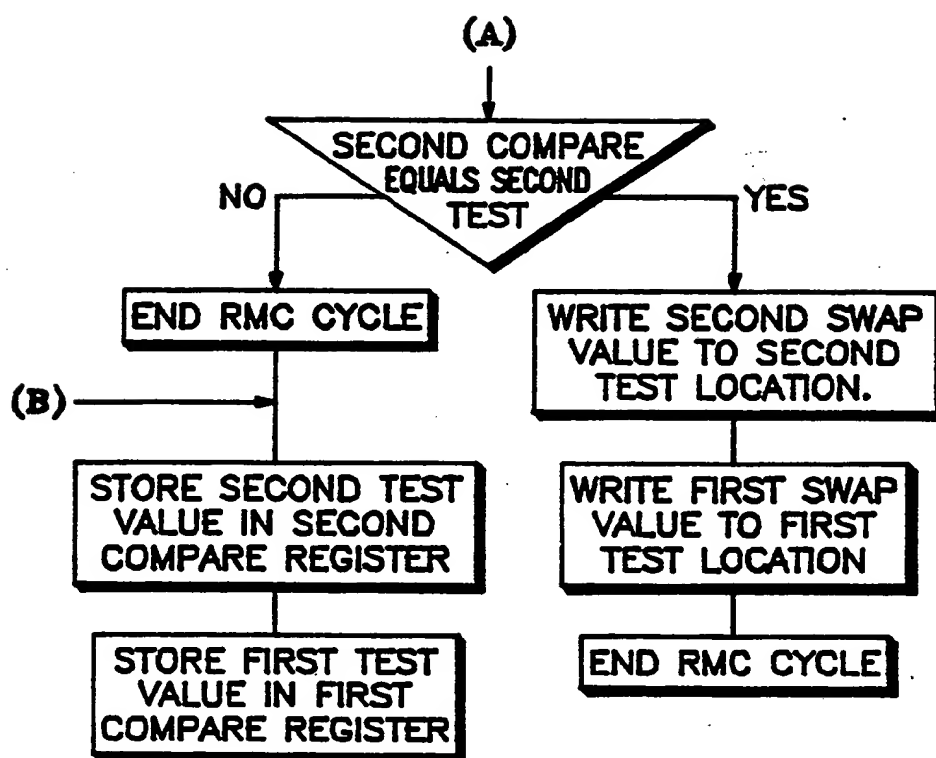 (A)
SECOND COMPARE
EQUALS SECOND
TEST
NO
YES
END RMC CYCLE
(B)
STORE SECOND TEST
VALUE IN SECOND
COMPARE REGISTER
STORE FIRST TEST
VALUE IN FIRST
COMPARE REGISTER
WRITE SECOND SWAP
VALUE TO SECOND
TEST LOCATION.
WRITE FIRST SWAP
VALUE TO FIRST
TEST LOCATION
END RMC CYCLE